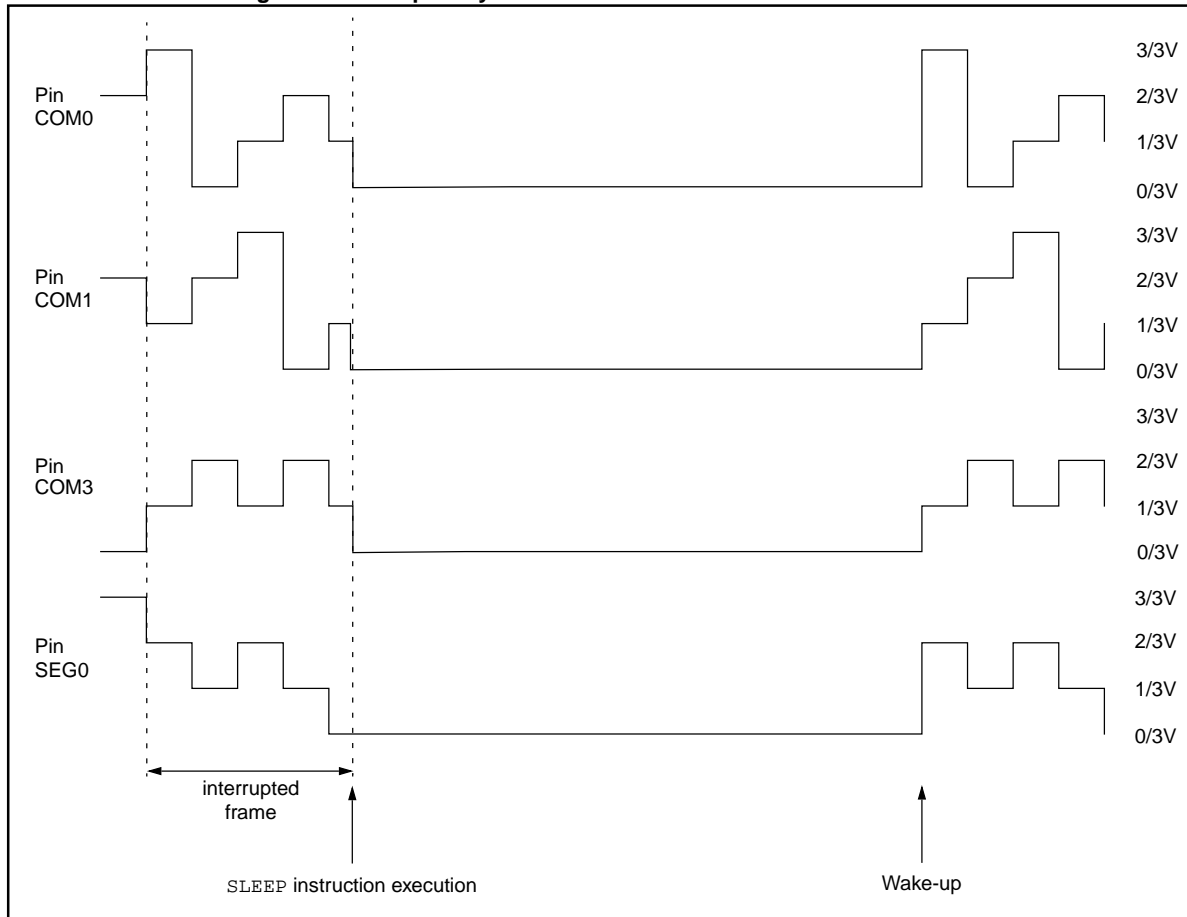 3/3V
Pin
COM0
2/3V
1/3V
0/3V
3/3V
Pin
COM1
2/3V
1/3V
0/3V
3/3V
Pin
COM3
2/3V
1/3V
0/3V
3/3V
Pin
SEG0
2/3V
1/3V
0/3V
interrupted
frame
SLEEP instruction execution
Wake-up